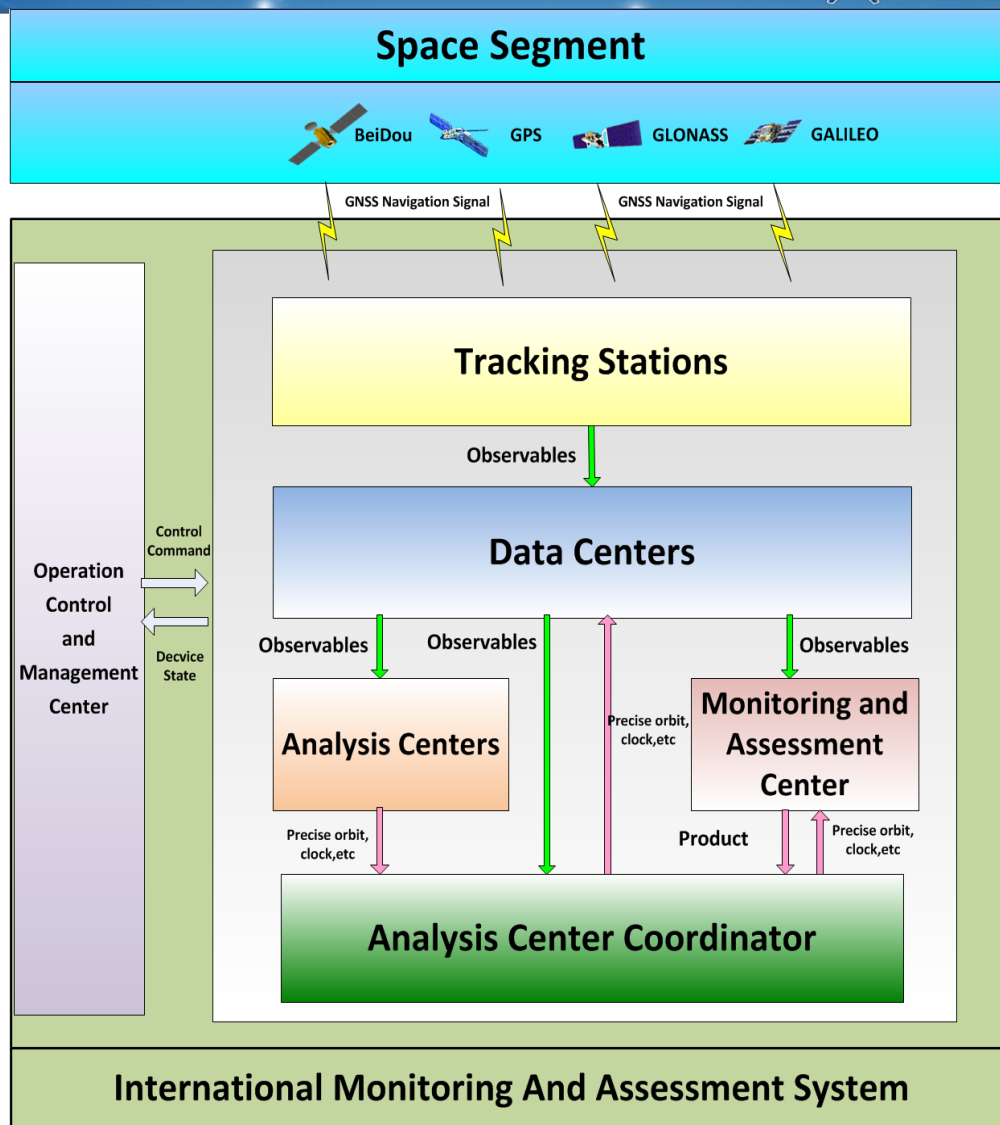 Space Segment
BeiDou
GPS
GLONASS
GALILEO
GNSS Navigation Signal
GNSS Navigation Signal
Tracking Stations
Observables
Data Centers
Control
Command
Decvice
State
Operation
Control
and
Management
Center
Observables
Observables
Observables
Analysis Centers
Precise orbit,
clock,etc
Monitoring and
Assessment
Center
Precise orbit,
clock,etc
Product
Precise orbit,
clock,etc
Analysis Center Coordinator
International Monitoring And Assessment System